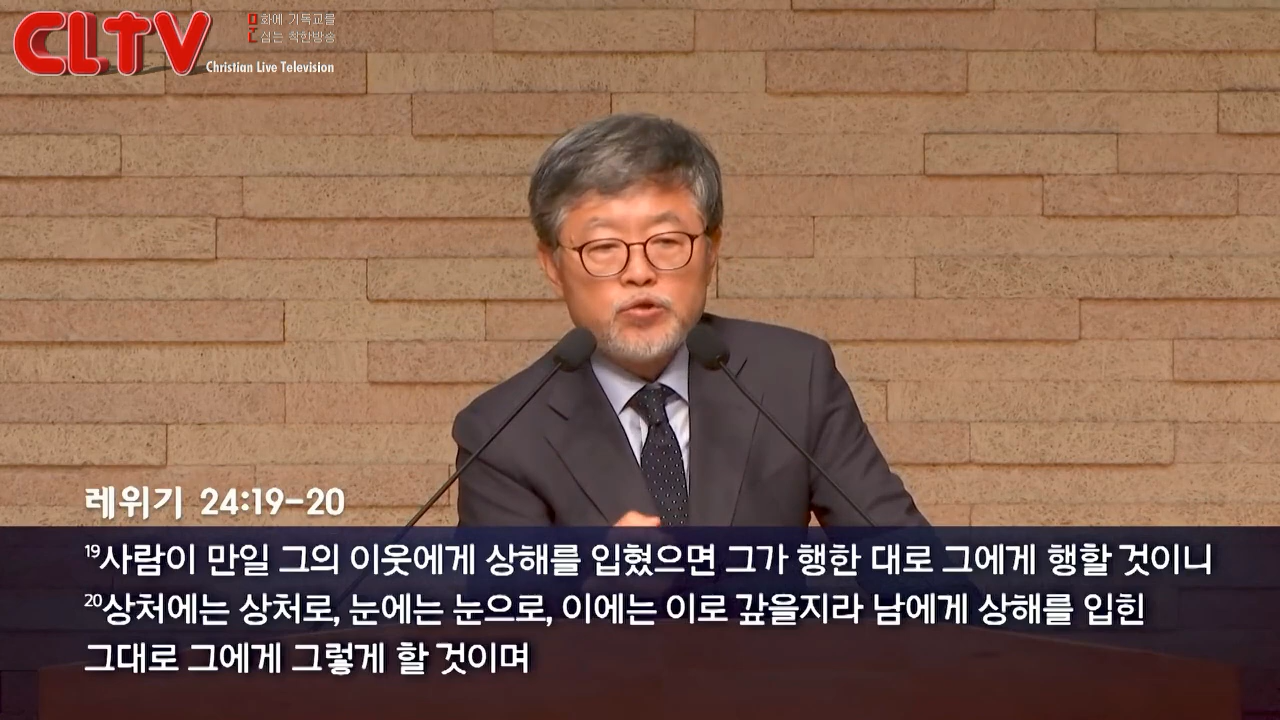 CLTV
문화에 기독교를
심는 착한방송
Christian Live Television
레위기 24:19-20
19사람이 만일 그의 이웃에게 상해를 입혔으면 그가 행한 대로 그에게 행할 것이니
20상처에는 상처로, 눈에는 눈으로, 이에는 이로 갚을지라 남에게 상해를 입힌
그대로 그에게 그렇게 할 것이며